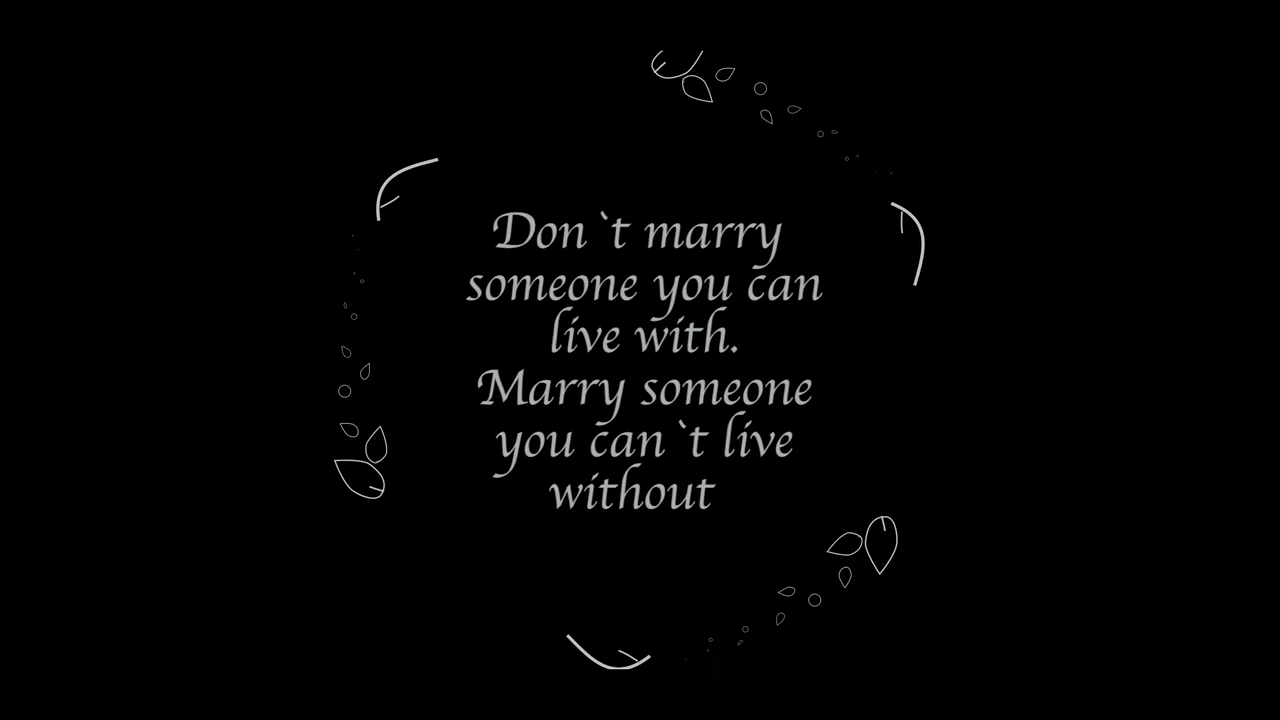 Don`t marry
someone you can
live with.
Marry someone
you can`t live
without